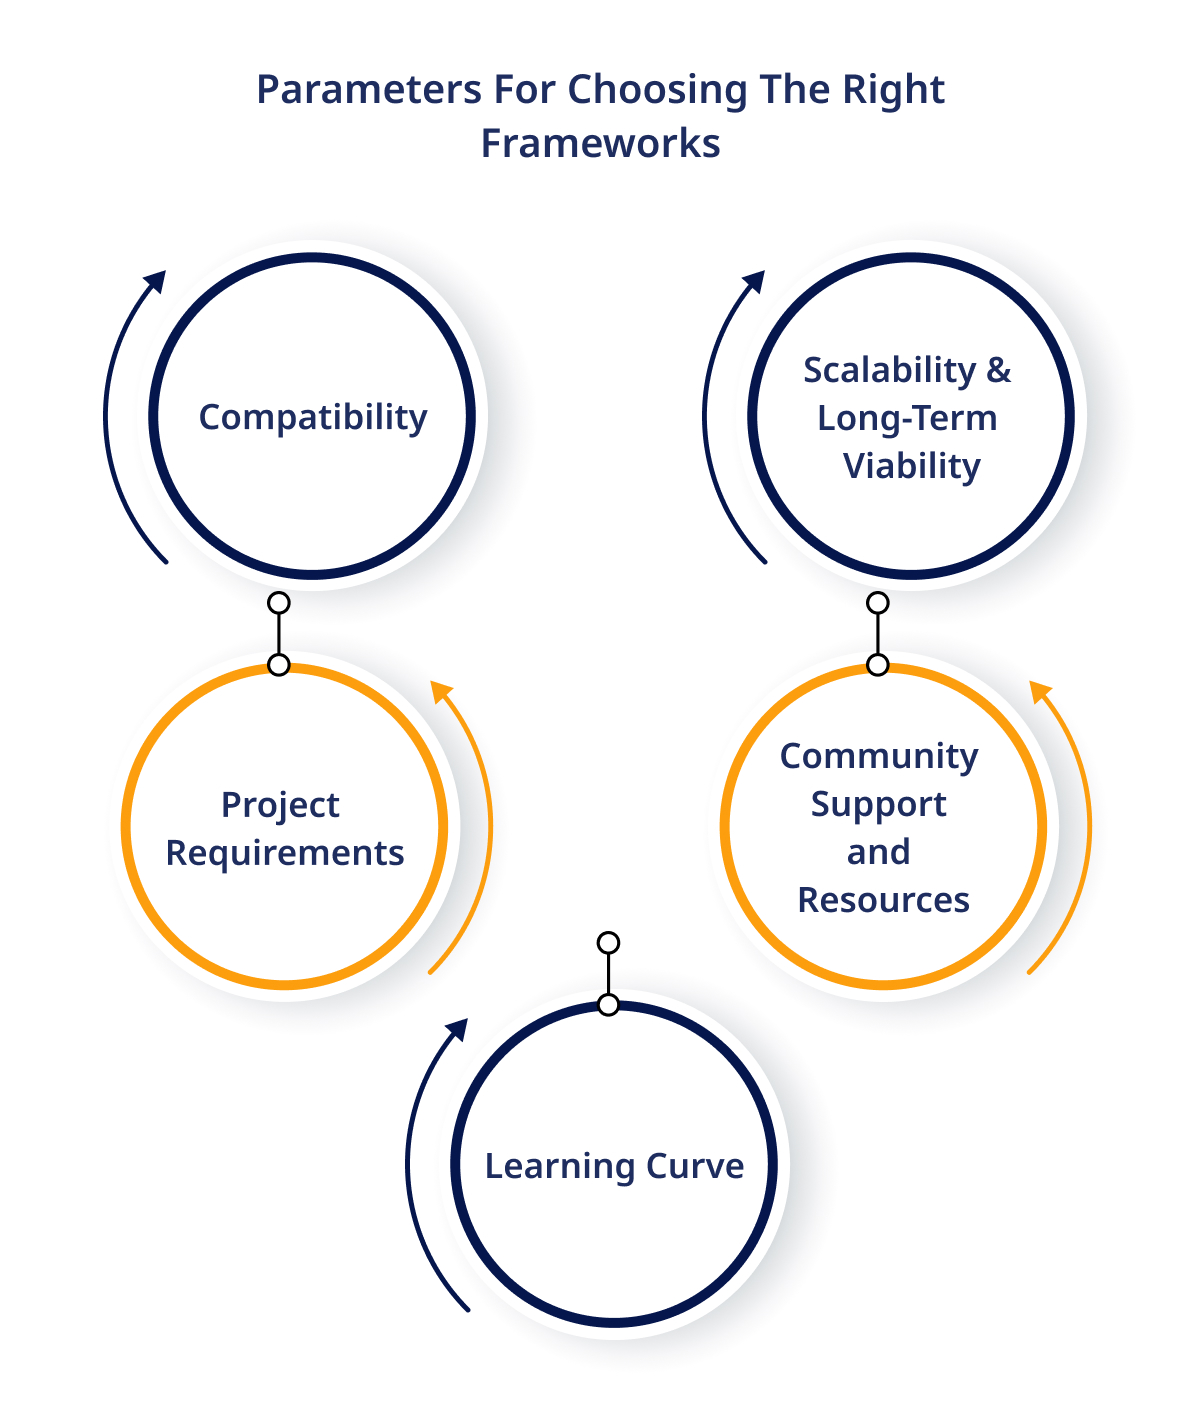 Parameters For Choosing The Right
Frameworks
Compatibility
Scalability &
Long-Term
Viability
Project
Requirements
Community
Support
and
Resources
Learning Curve